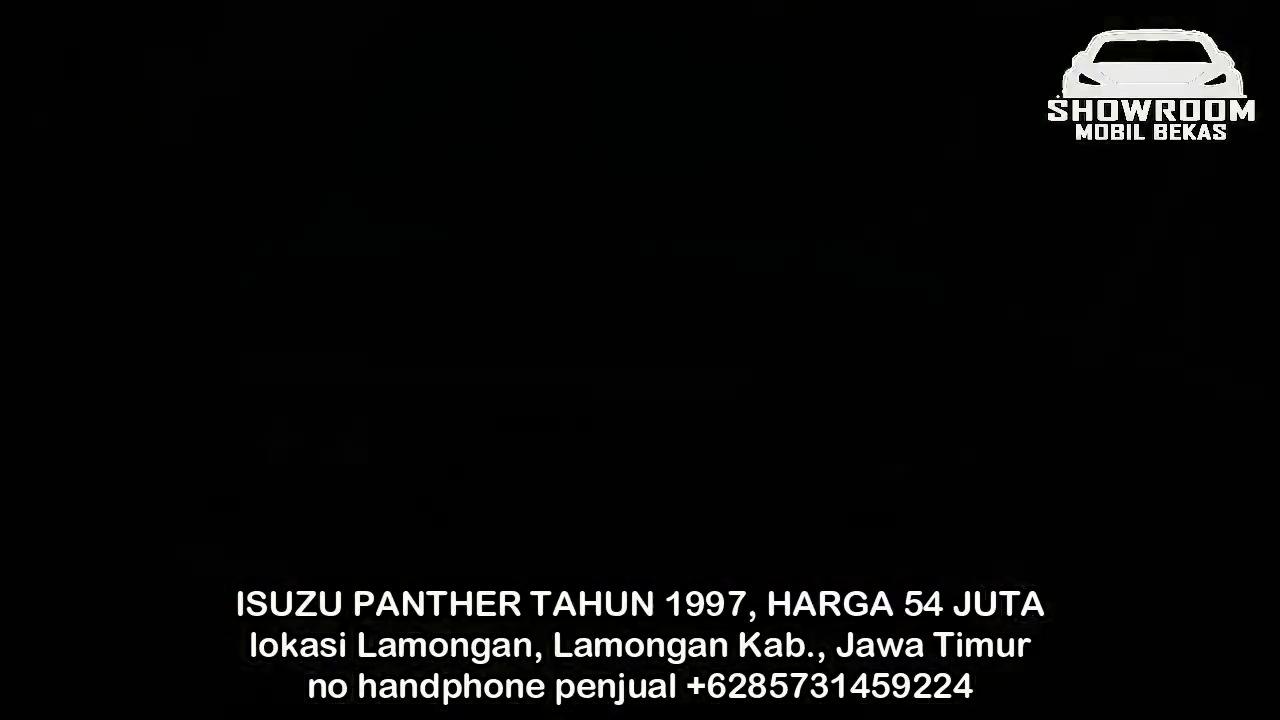 SHOWROOM
MOBIL BEKAS
ISUZU PANTHER TAHUN 1997, HARGA 54 JUTA
lokasi Lamongan, Lamongan Kab., Jawa Timur
no handphone penjual +6285731459224